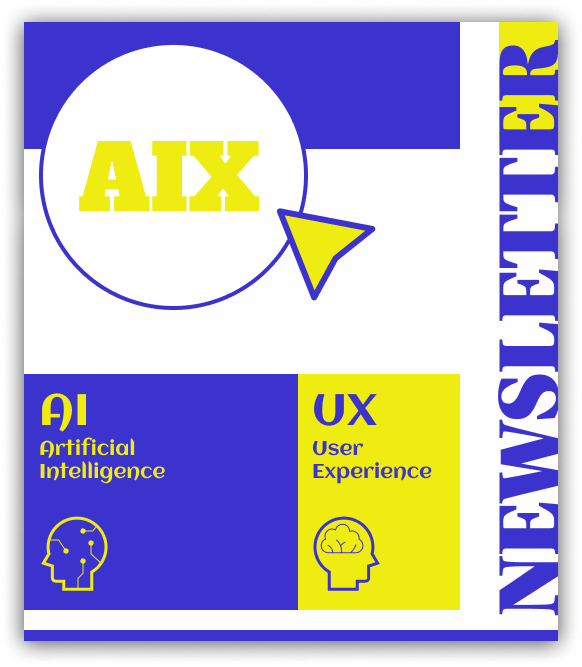 AIX
AI
Artificial
Intelligence
UX
User
Experience
NEWSLETTER